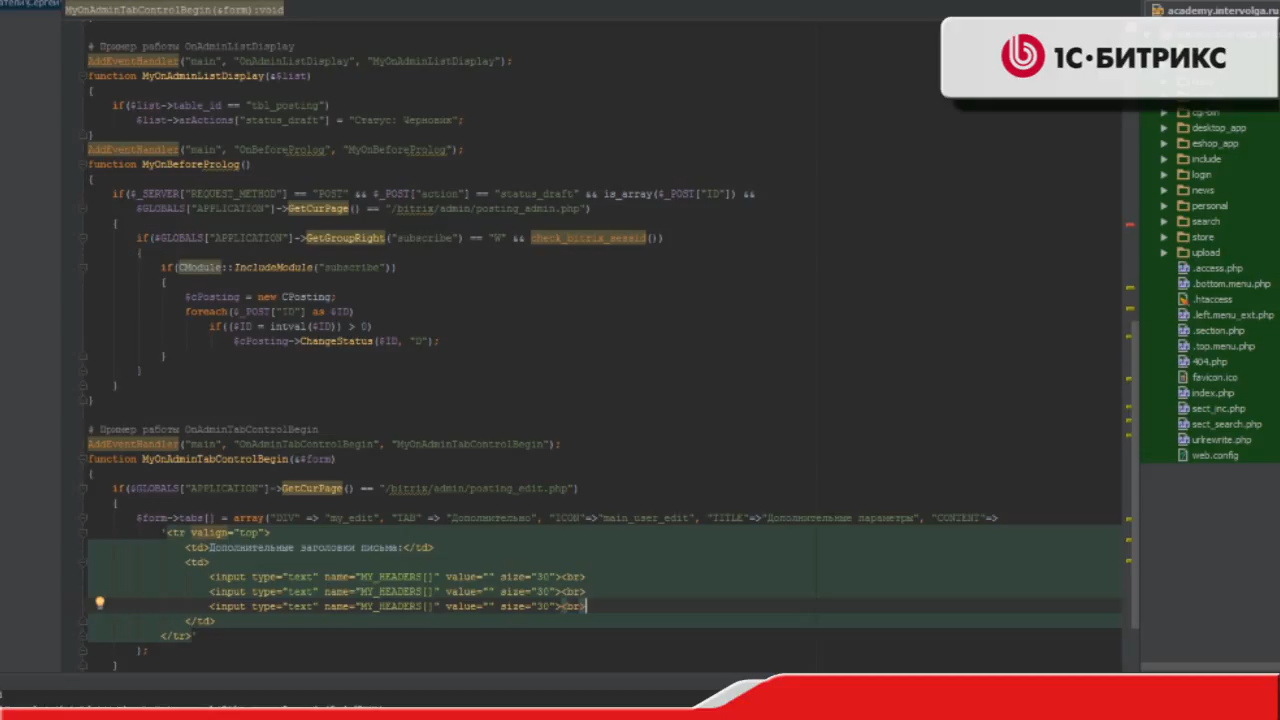 MyOnAdminTabControlBegin(&form):void
academy.intervolga.ru
1С·БИТРИКС
# Пример работы OnAdminListDisplay
AddEventHandler("main", "OnAdminListDisplay", "MyOnAdminListDisplay");
function MyOnAdminListDisplay(&$list)
{
if($list->table_id == "tbl_posting")
$list->arActions["status_draft"] = "Статус: Черновик";
}
AddEventHandler("main", "OnBeforeProlog", "MyOnBeforeProlog");
function MyOnBeforeProlog()
{
if($_SERVER["REQUEST_METHOD"] == "POST" && $_POST["action"] == "status_draft" && is_array($_POST["ID"]) &&
$GLOBALS["APPLICATION"]->GetCurPage() == "/bitrix/admin/posting_admin.php")
{
if($GLOBALS["APPLICATION"]->GetGroupRight("subscribe") == "W" && check_bitrix_sessid())
{
if(CModule::IncludeModule("subscribe"))
{
$cPosting = new CPosting;
foreach($_POST["ID"] as $ID)
if(($ID = intval($ID)) > 0)
$cPosting->ChangeStatus($ID, "D");
}
}
}
}
# Пример работы OnAdminTabControlBegin
AddEventHandler("main", "OnAdminTabControlBegin", "MyOnAdminTabControlBegin");
function MyOnAdminTabControlBegin(&$form)
{
if($GLOBALS["APPLICATION"]->GetCurPage() == "/bitrix/admin/posting_edit.php")
{
$form->tabs[] = array("DIV" => "my_edit", "TAB" => "Дополнительно", "ICON"=>"main_user_edit", "TITLE"=>"Дополнительные параметры", "CONTENT"=>
'<tr valign="top">
<td>Дополнительные заголовки письма:</td>
<td>
<input type="text" name="MY_HEADERS[]" value="" size="30"><br>
<input type="text" name="MY_HEADERS[]" value="" size="30"><br>
<input type="text" name="MY_HEADERS[]" value="" size="30"><br>
</td>
</tr>'
);
}
cgi-bin
desktop_app
eshop_app
include
login
news
personal
search
store
upload
.access.php
.bottom.menu.php
.htaccess
.left.menu_ext.php
.section.php
.top.menu.php
404.php
favicon.ico
index.php
sect_inc.php
sect_search.php
urlrewrite.php
web.config